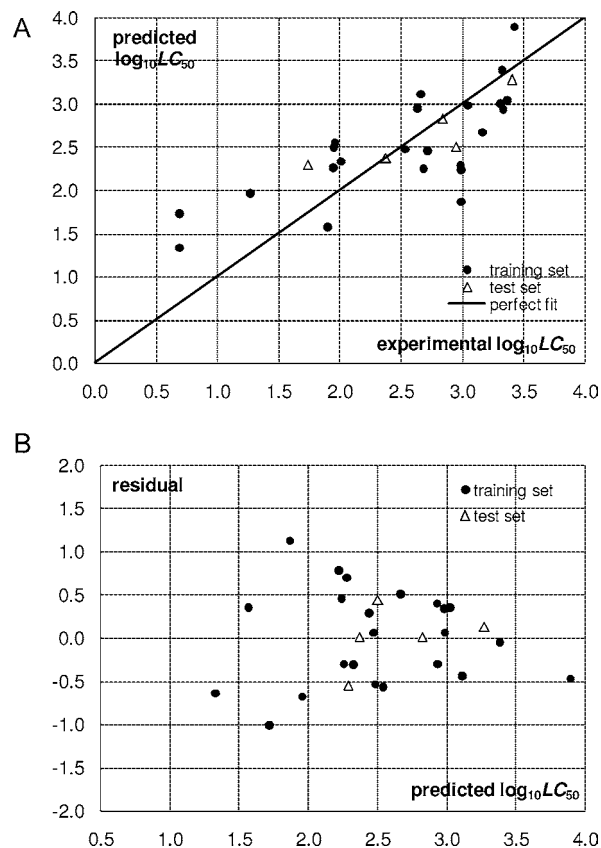 A
predicted
log₁₀LC₅₀
4.0
3.5
3.0
2.5
2.0
1.5
1.0
0.5
0.0
training set
test set
perfect fit
experimental log₁₀LC₅₀
0.0 0.5 1.0 1.5 2.0 2.5 3.0 3.5 4.0
B
residual
training set
test set
2.0
1.5
1.0
0.5
0.0
-0.5
-1.0
-1.5
-2.0
predicted log₁₀LC₅₀
0.5 1.0 1.5 2.0 2.5 3.0 3.5 4.0